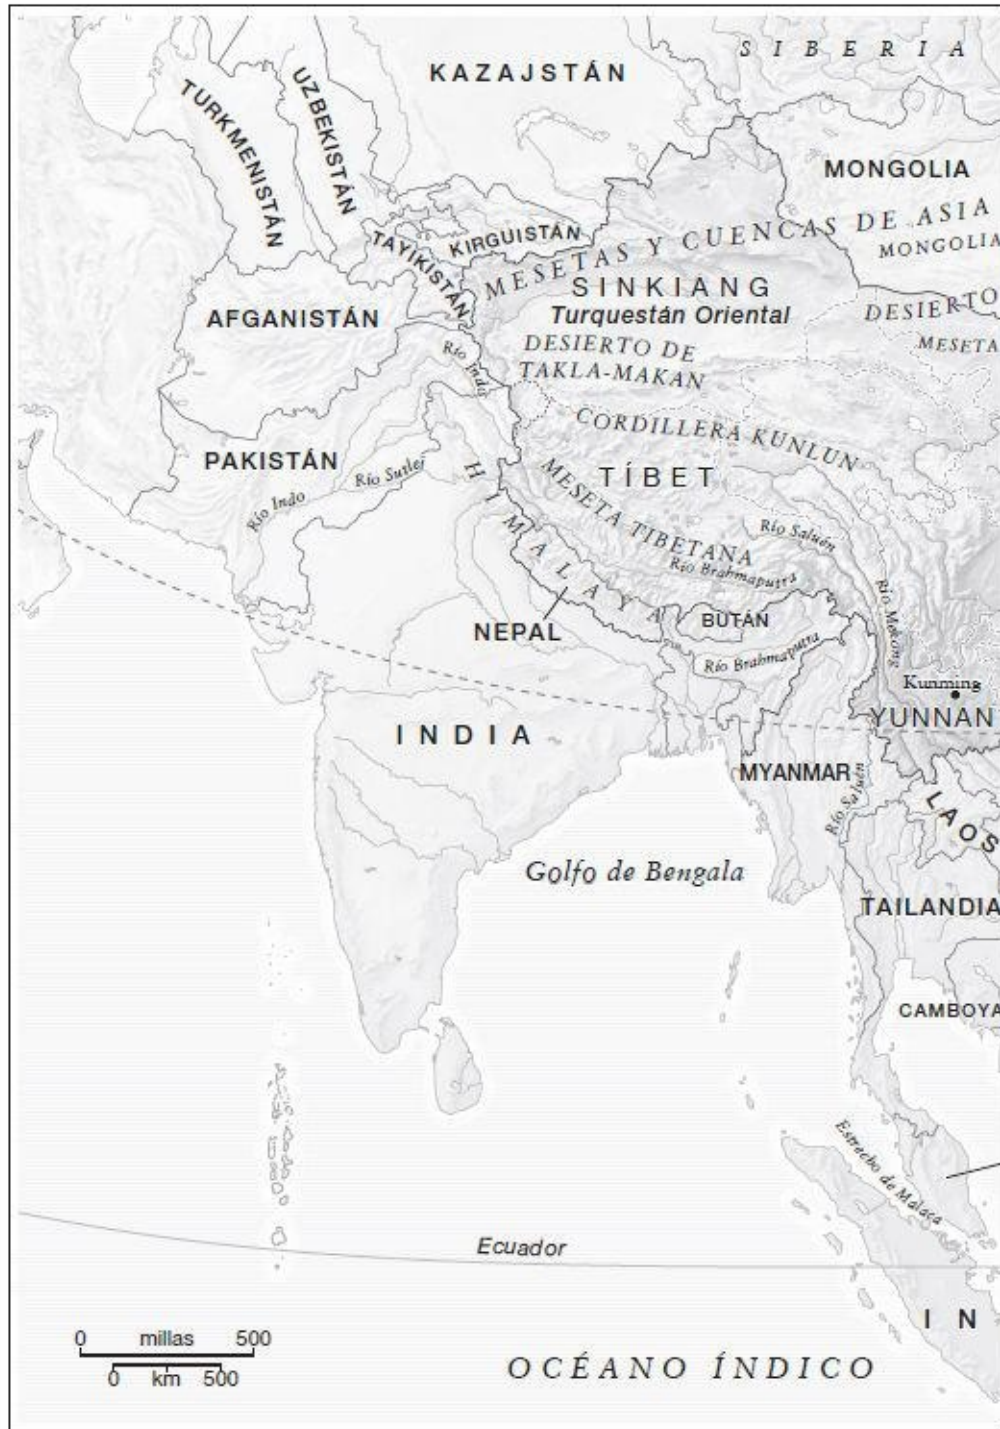 SIBERIA
KAZAJSTÁN
UZBEKISTÁN
TURKMENISTÁN
MONGOLIA
MESETAS Y CUENCAS DE ASIA
KIRGUISTÁN
TAYIKISTÁN
MONGOLIA
SINKIANG
Turquestán Oriental
DESIERTO
AFGANISTÁN
DESIERTO DE
TAKLA-MAKAN
MESETA
Río Indo
CORDILLERA KUNLUN
PAKISTÁN
Río Sutlej
HIMALAYA
TÍBET
MESETA TIBETANA
Río Indo
Río Saluén
Río Brahmaputra
Río Mekong
BUTÁN
NEPAL
Río Brahmaputra
Kunming
YUNNAN
INDIA
MYANMAR
Río Saluén
LAOS
Golfo de Bengala
TAILANDIA
CAMBOYA
Estrecho de Malaca
Ecuador
IN
0 millas 500
0 km 500
OCÉANO ÍNDICO